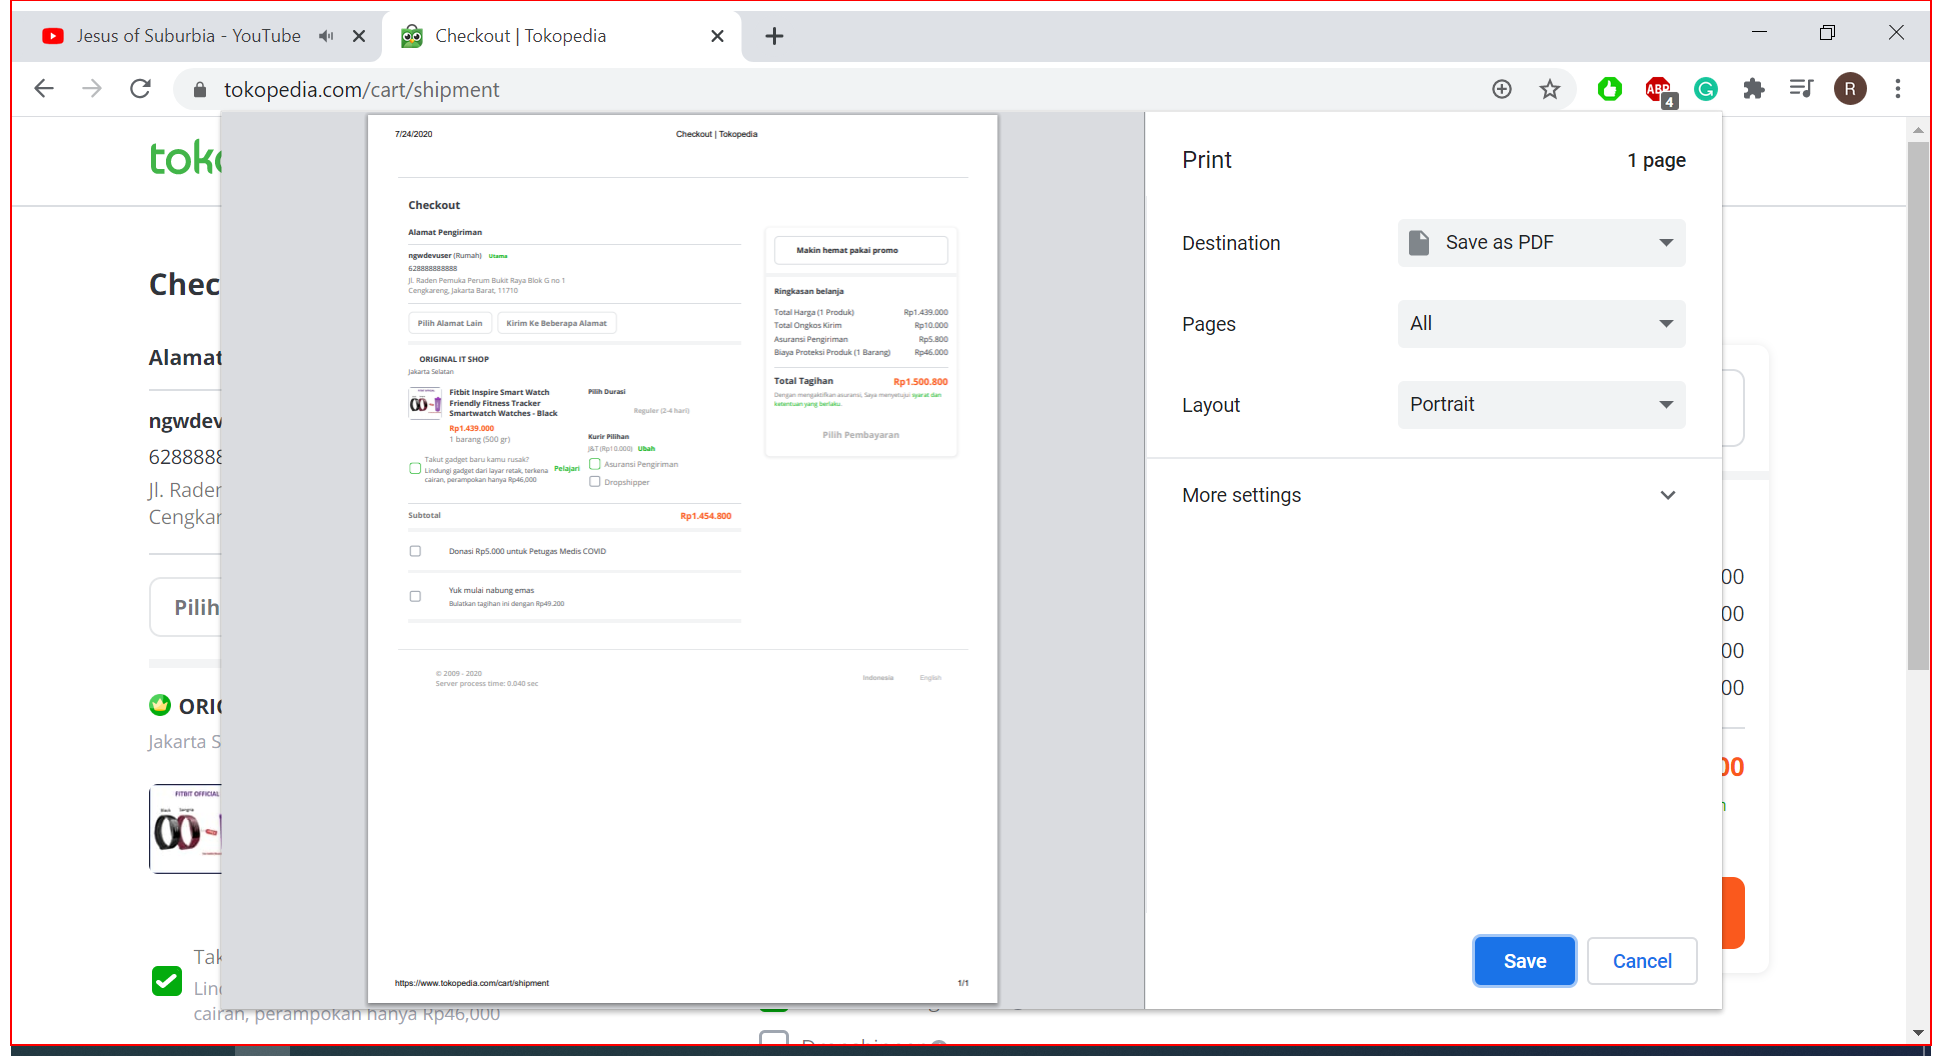 Jesus of Suburbia - YouTube
Checkout | Tokopedia
tokopedia.com/cart/shipment
ABP
4
G
R
tok
Chec
Alamat
ngwdev
6288888
Jl. Rader
Cengkar
Pilih
ORIG
Jakarta S
FITBIT OFFICIAL
Tak
Lin
cairan, perampokan hanya Rp46,000
7/24/2020
Checkout | Tokopedia
Checkout
Alamat Pengiriman
ngwdevuser (Rumah) Utama
628888888888
Jl. Raden Pemuka Perum Bukit Raya Blok G no 1
Cengkareng, Jakarta Barat, 11710
Pilih Alamat Lain
Kirim Ke Beberapa Alamat
ORIGINAL IT SHOP
Jakarta Selatan
Fitbit Inspire Smart Watch
Friendly Fitness Tracker
Smartwatch Watches - Black
Rp1.439.000
1 barang (500 gr)
Takut gadget baru kamu rusak?
Lindungi gadget dari layar retak, terkena
cairan, perampokan hanya Rp46,000
Pelajari
Pilih Durasi
Reguler (2-4 hari)
Kurir Pilihan
J&T (Rp10.000) Ubah
Asuransi Pengiriman
Dropshipper
Subtotal Rp1.454.800
Donasi Rp5.000 untuk Petugas Medis COVID
Yuk mulai nabung emas
Bulatkan tagihan ini dengan Rp49.200
Makin hemat pakai promo
Ringkasan belanja
Total Harga (1 Produk) Rp1.439.000
Total Ongkos Kirim Rp10.000
Asuransi Pengiriman Rp5.800
Biaya Proteksi Produk (1 Barang) Rp46.000
Total Tagihan Rp1.500.800
Dengan mengaktifkan asuransi, Saya menyetujui syarat dan
ketentuan yang berlaku.
Pilih Pembayaran
© 2009 - 2020
Server process time: 0.040 sec
Indonesia English
https://www.tokopedia.com/cart/shipment
1/1
Print
1 page
Destination
Save as PDF
Pages
All
Layout
Portrait
More settings
Save
Cancel
00
00
00
00
00